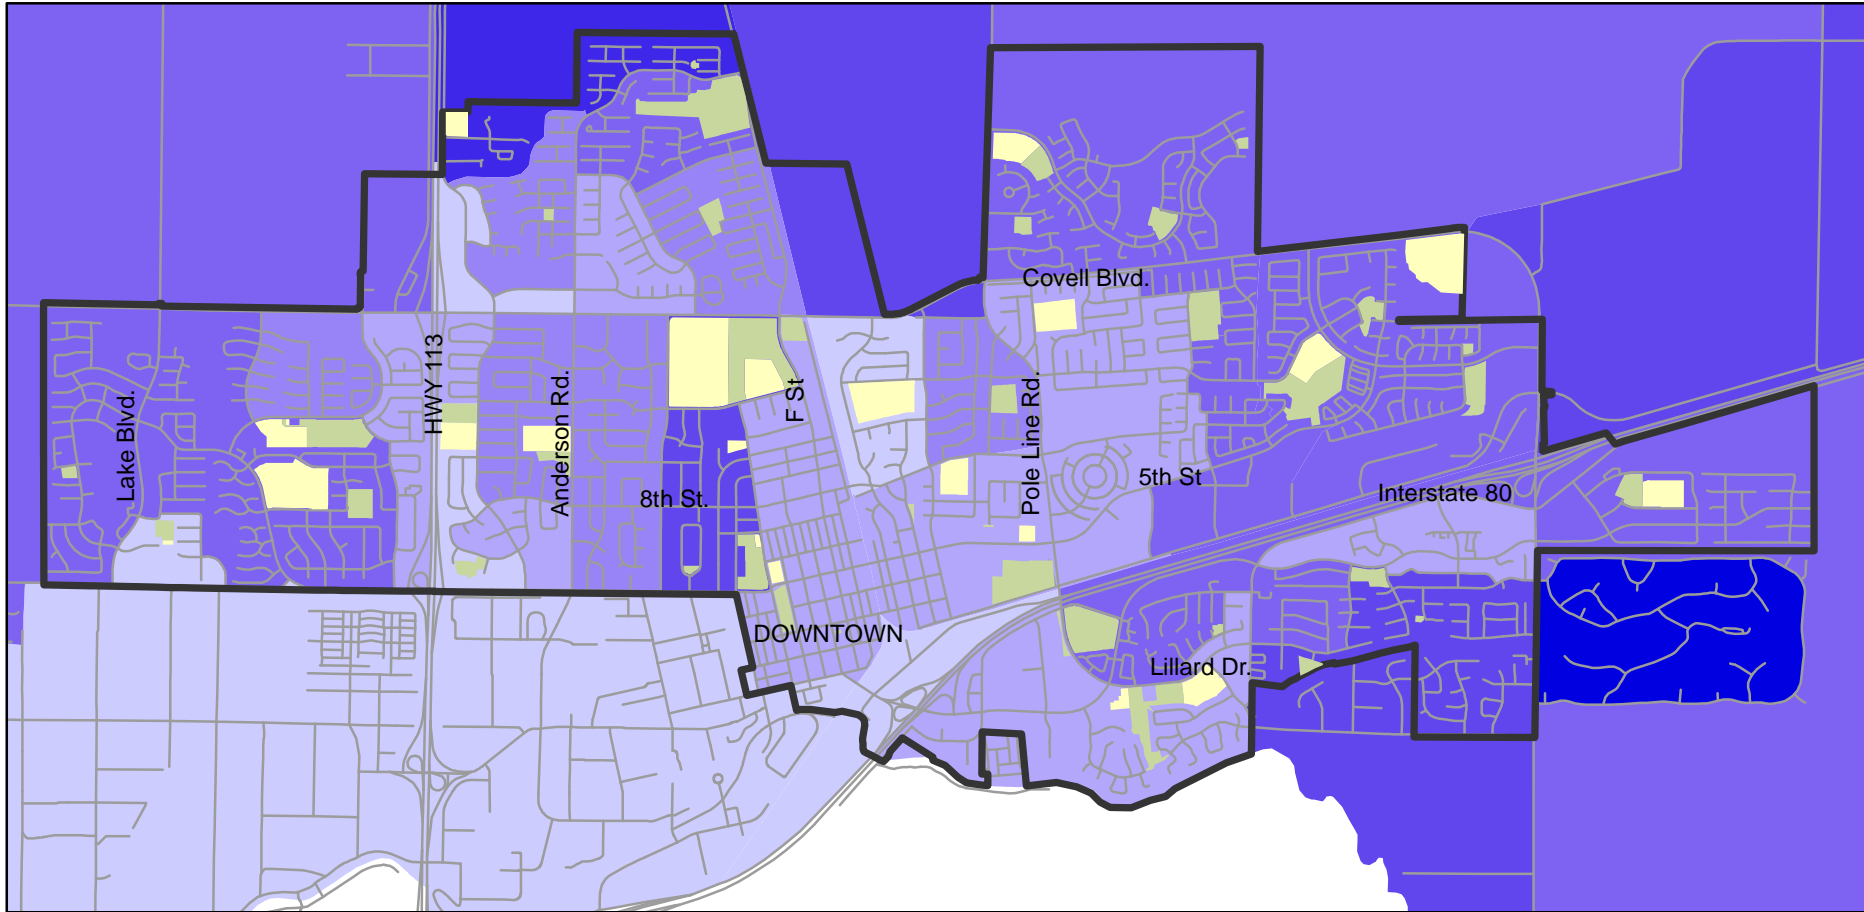 Covell Blvd.
HWY 113
Anderson Rd.
F St
Lake Blvd.
Pole Line Rd.
8th St.
5th St
Interstate 80
DOWNTOWN
Lillard Dr.